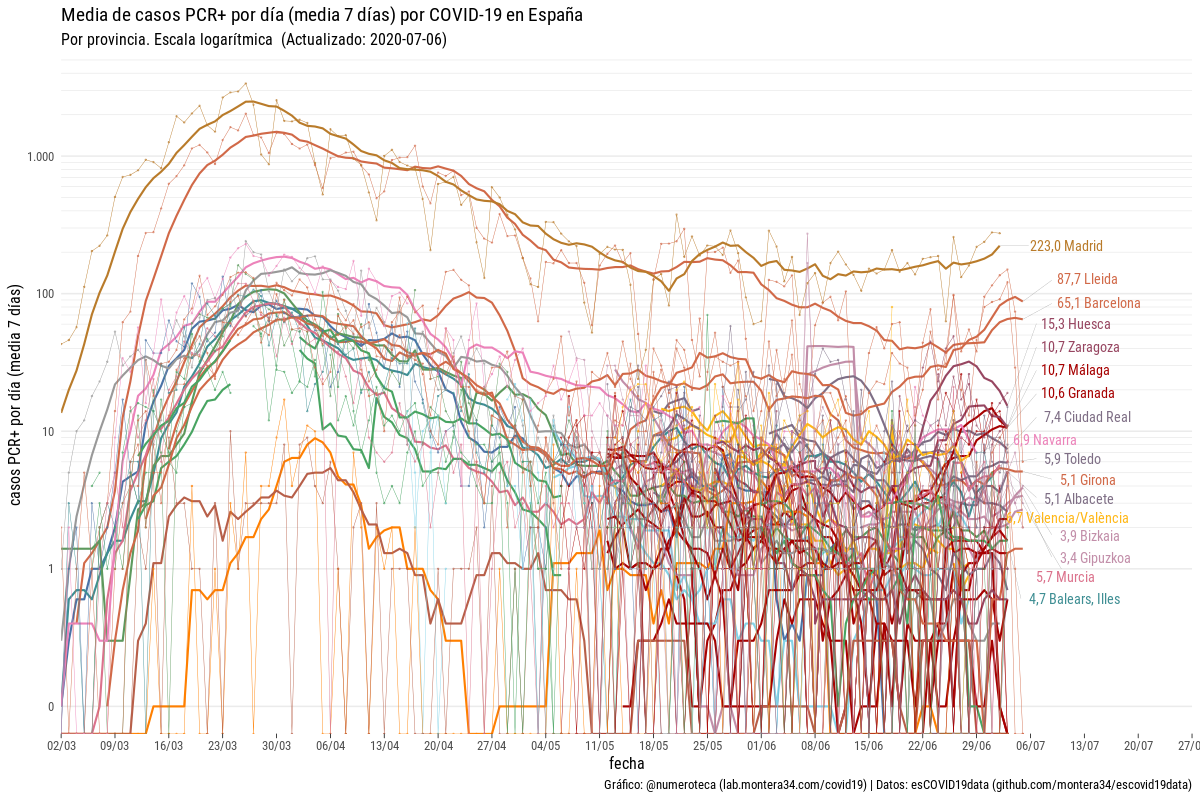 Media de casos PCR+ por día (media 7 días) por COVID-19 en España
Por provincia. Escala logarítmica (Actualizado: 2020-07-06)
casos PCR+ por día (media 7 días)
1.000
100
10
1
0
223,0 Madrid
87,7 Lleida
65,1 Barcelona
15,3 Huesca
10,7 Zaragoza
10,7 Málaga
10,6 Granada
7,4 Ciudad Real
6,9 Navarra
5,9 Toledo
5,1 Girona
5,1 Albacete
2,7 Valencia/València
3,9 Bizkaia
3,4 Gipuzkoa
5,7 Murcia
4,7 Balears, Illes
02/03 09/03 16/03 23/03 30/03 06/04 13/04 20/04 27/04 04/05 11/05 18/05 25/05 01/06 08/06 15/06 22/06 29/06 06/07 13/07 20/07 27/0
fecha
Gráfico: @numeroteca (lab.montera34.com/covid19) | Datos: esCOVID19data (github.com/montera34/escovid19data)